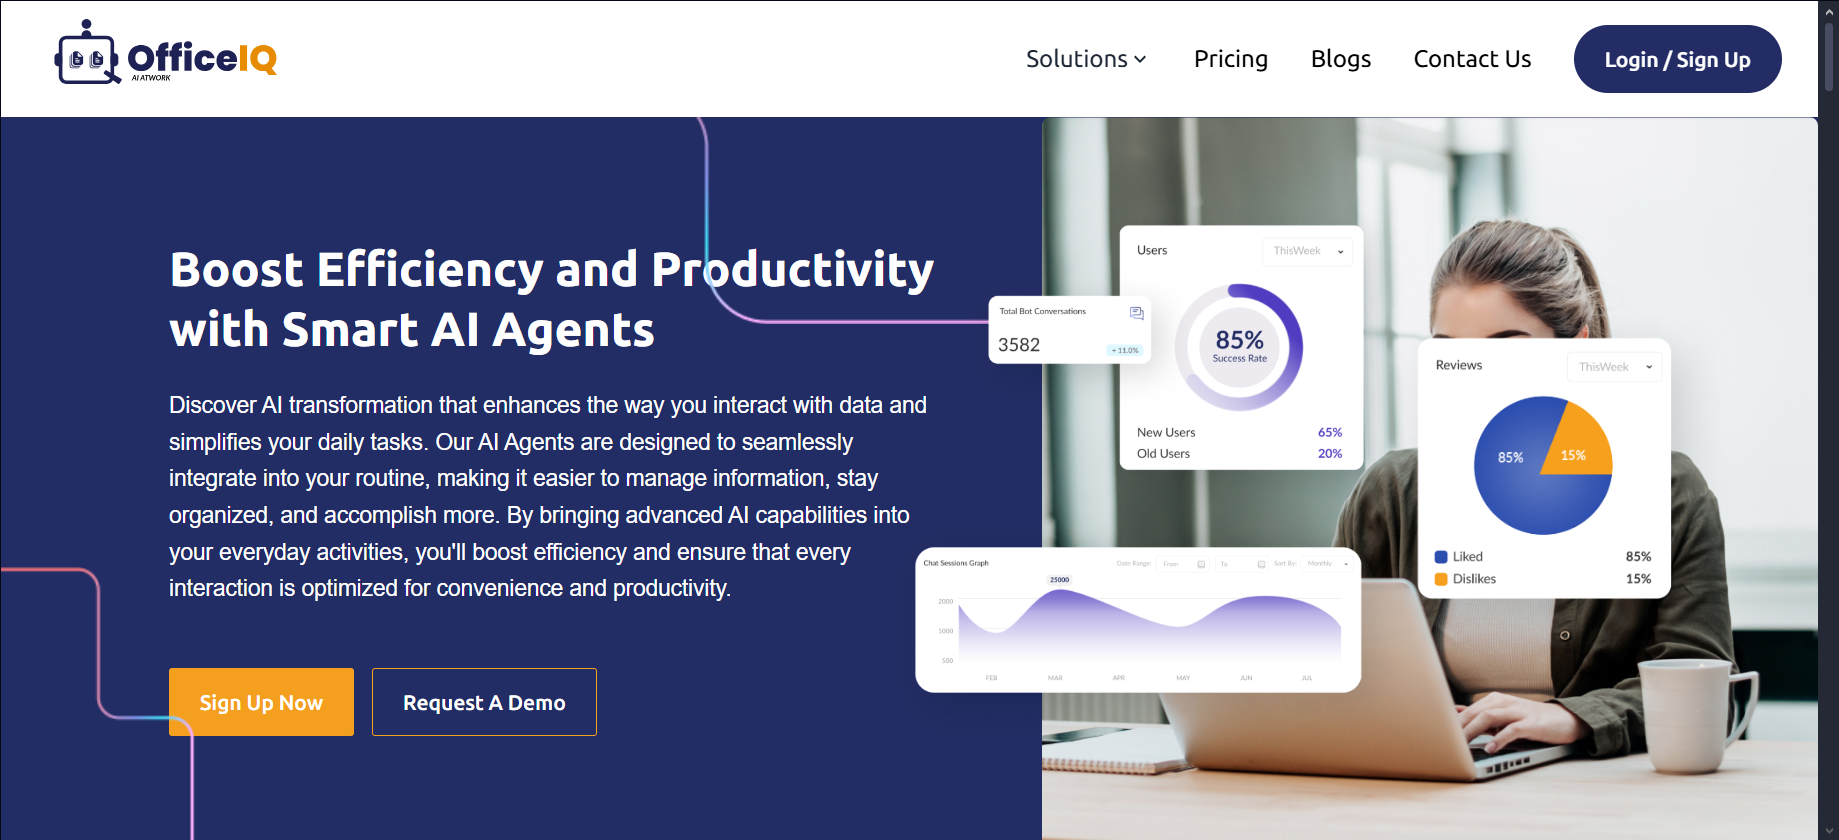 OfficeIQ
AI ATWORK
Solutions
Pricing
Blogs
Contact Us
Login / Sign Up
Boost Efficiency and Productivity
with Smart AI Agents
Discover AI transformation that enhances the way you interact with data and
simplifies your daily tasks. Our AI Agents are designed to seamlessly
integrate into your routine, making it easier to manage information, stay
organized, and accomplish more. By bringing advanced AI capabilities into
your everyday activities, you'll boost efficiency and ensure that every
interaction is optimized for convenience and productivity.
Sign Up Now
Request A Demo
Total Bot Conversations
3582
+ 11.0%
Users
ThisWeek
85%
Success Rate
New Users 65%
Old Users 20%
Reviews
ThisWeek
85%
15%
Liked 85%
Dislikes 15%
Chat Sessions Graph
Date Range: From To Sort By: Monthly
25000
2000
1000
500
FEB MAR APR MAY JUN JUL